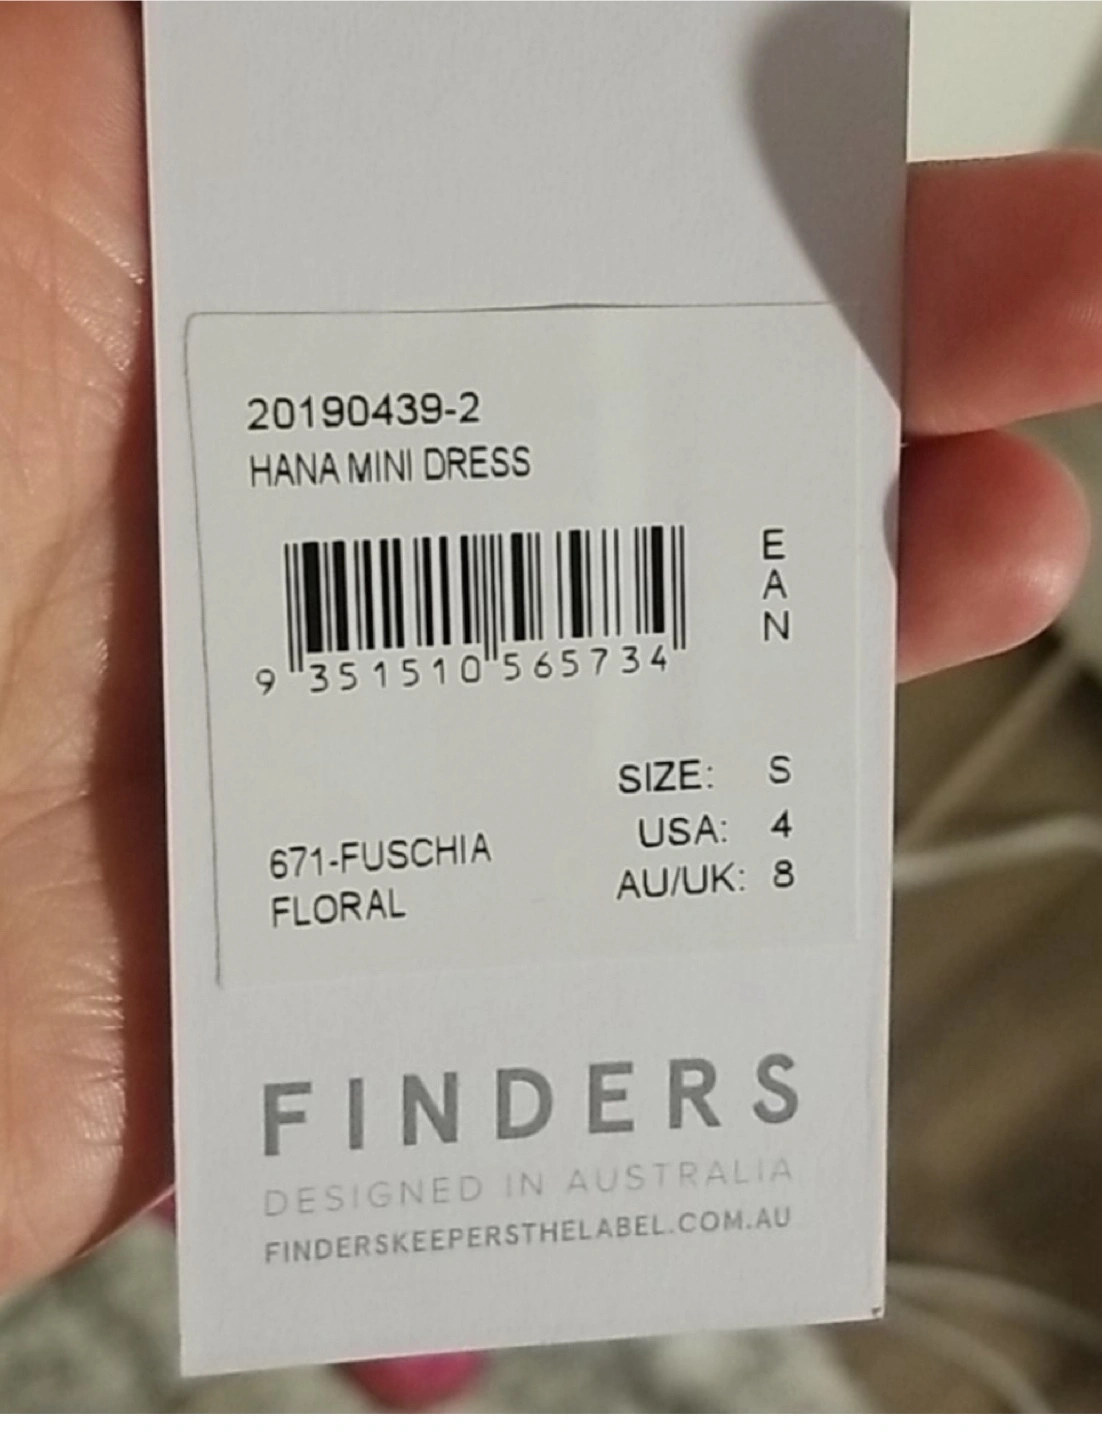 20190439-2
HANA MINI DRESS
E
A
N
9 351510 565734
SIZE: S
USA: 4
AU/UK: 8
671-FUSCHIA
FLORAL
FINDERS
DESIGNED IN AUSTRALIA
FINDERSKEEPERSTHELABEL.COM.AU